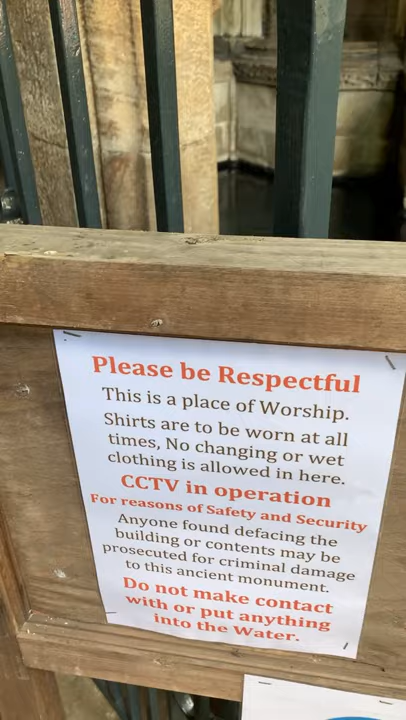 Please be Respectful
This is a place of Worship.
Shirts are to be worn at all
times, No changing or wet
clothing is allowed in here.
CCTV in operation
For reasons of Safety and Security
Anyone found defacing the
building or contents may be
prosecuted for criminal damage
to this ancient monument.
Do not make contact
with or put anything
into the Water.